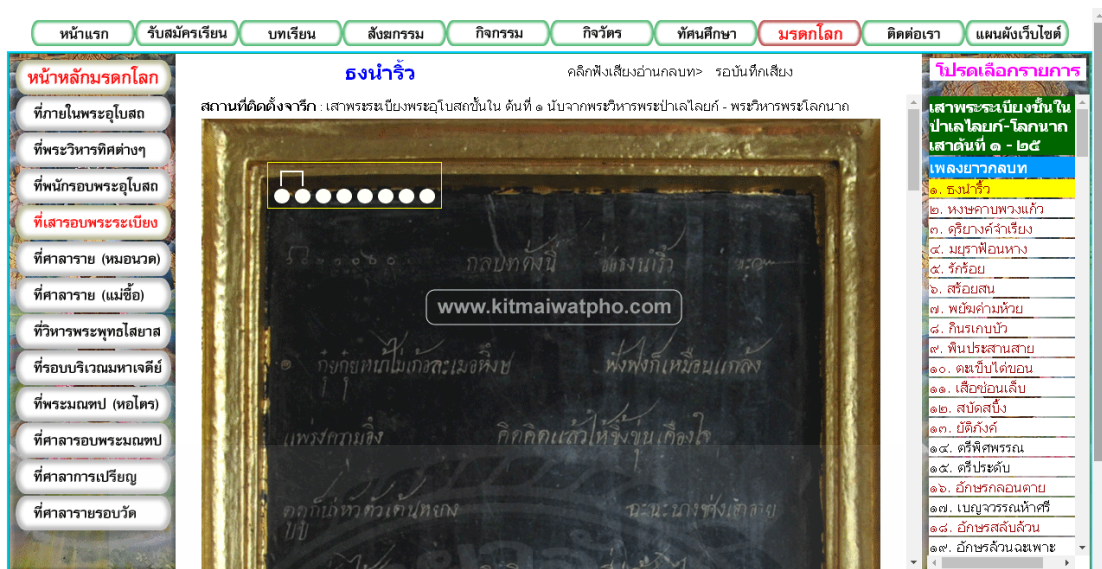 หน้าแรก รับสมัครเรียน บทเรียน สังฆกรรม กิจกรรม กิจวัตร ทัศนศึกษา มรดกโลก ติดต่อเรา แผนผังเว็บไซต์
หน้าหลักมรดกโลก
ที่ภายในพระอุโบสถ
ที่พระวิหารทิศต่างๆ
ที่พนักรอบพระอุโบสถ
ที่เสารอบพระระเบียง
ที่ศาลาราย (หมอนวด)
ที่ศาลาราย (แม่ชื้อ)
ที่วิหารพระพุทธไสยาส
ที่รอบบริเวณมหาเจดีย์
ที่พระมณฑป (หอไตร)
ที่ศาลารอบพระมณฑป
ที่ศาลาการเปรียญ
ที่ศาลารายรอบวัด
ธงนำริ้ว คลิกฟังเสียงอ่านกลบท> รอบันทึกเสียง
สถานที่ติดตั้งจารึก : เสาพระระเบียงพระอุโบสถชั้นใน ต้นที่ ๑ นับจากพระวิหารพระป่าเลไลยก์ - พระวิหารพระโลกนาถ
กลบทดั่งนี้ ชื่อธงนำริ้ว
www.kitmaiwatpho.com
แพร่งความอิง คิดคิดแล้วให้ขึ้งขุ่นเคืองใจ
โปรดเลือกรายการ
เสาพระระเบียงชั้นใน
ป่าเลไลยก์-โลกนาถ
เสาต้นที่ ๑ - ๒๕
เพลงยาวกลบท
๑. ธงนำริ้ว
๒. หงษคาบพวงแก้ว
๓. ดุริยางค์จำเรียง
๔. มยุราฟ้อนหาง
๕. รักร้อย
๖. สร้อยสน
๗. พยัฆค่ามห้วย
๘. กินรเกบบัว
๙. พินประสานสาย
๑๐. ตะเข็บไต่ขอน
๑๑. เสือซ่อนเล็บ
๑๒. สบัดสบิ้ง
๑๓. ยัติภังค์
๑๔. ตรีพิศพรรณ
๑๕. ตรีประดับ
๑๖. อักษรกลอนตาย
๑๗. เบญจวรรณห้าศรี
๑๘. อักษรสลับล้วน
๑๙. อักษรล้วนฉะเพาะ